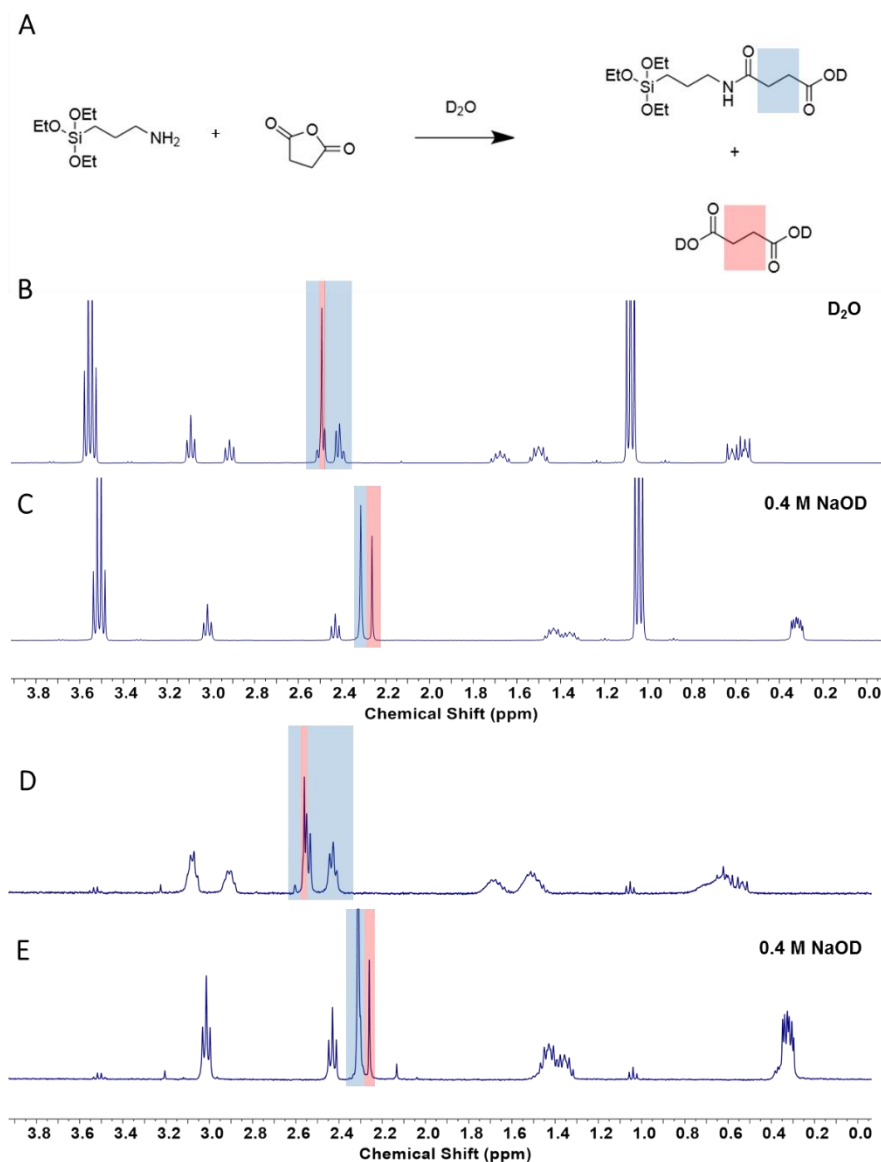 A
OEt
EtO
Si
OEt
NH₂
+
O
O
O
D₂O
OEt
EtO
Si
OEt
N
H
O
O
OD
+
O
DO
OD
O
B
D₂O
C
0.4 M NaOD
3.8 3.6 3.4 3.2 3.0 2.8 2.6 2.4 2.2 2.0 1.8 1.6 1.4 1.2 1.0 0.8 0.6 0.4 0.2 0.0
Chemical Shift (ppm)
D
E
0.4 M NaOD
3.8 3.6 3.4 3.2 3.0 2.8 2.6 2.4 2.2 2.0 1.8 1.6 1.4 1.2 1.0 0.8 0.6 0.4 0.2 0.0
Chemical Shift (ppm)